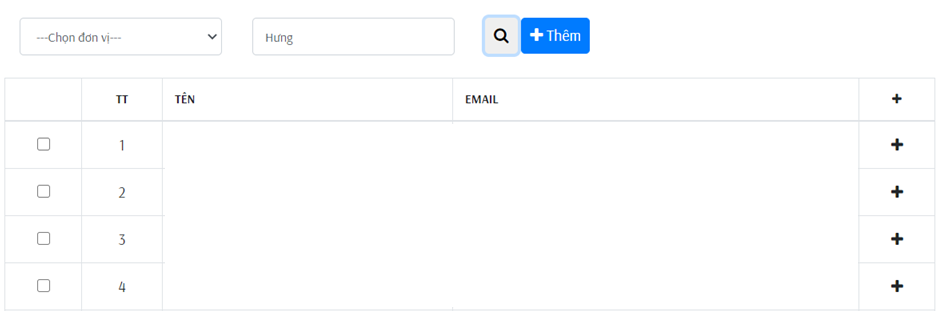 ---Chọn đơn vị--- Hưng Thêm
TT TÊN EMAIL
1
2
3
4